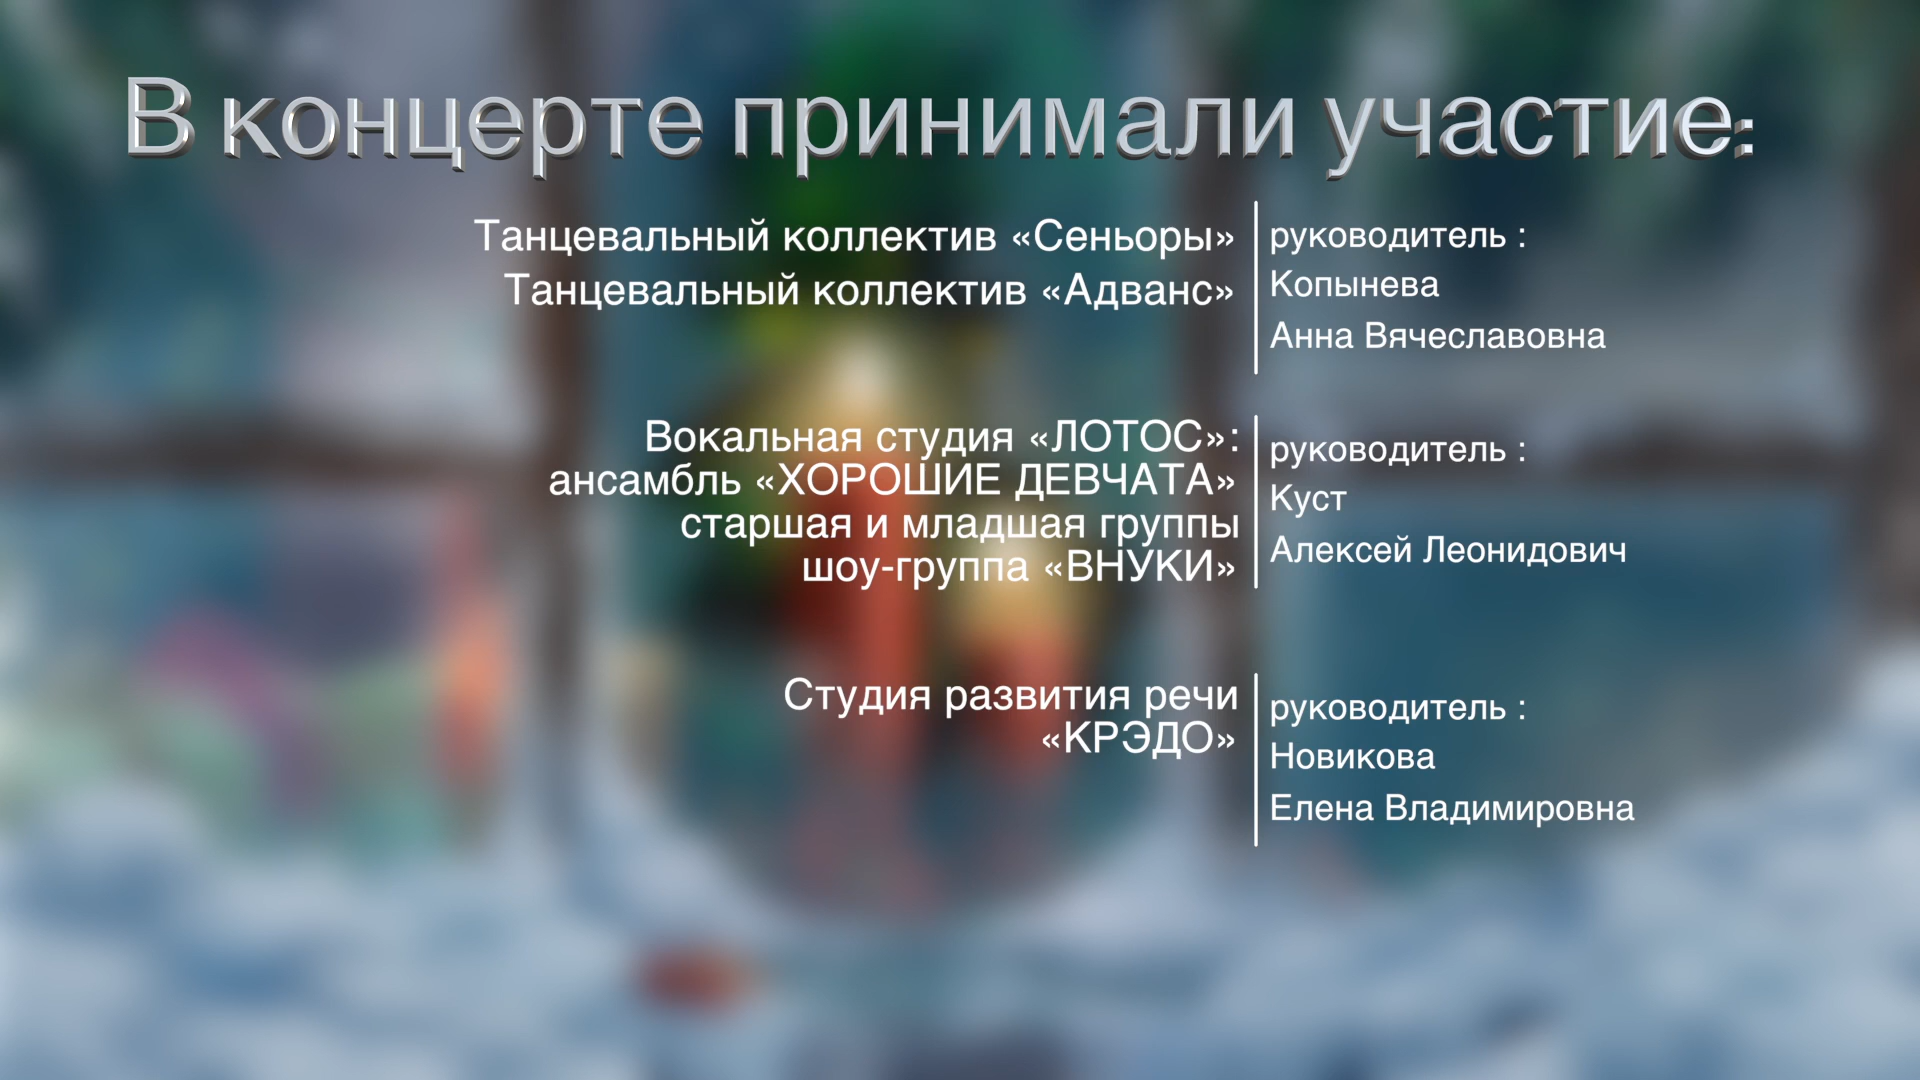 В концерте принимали участие:
Танцевальный коллектив «Сеньоры»
Танцевальный коллектив «Адванс»
руководитель :
Копынева
Анна Вячеславовна
Вокальная студия «ЛОТОС»:
ансамбль «ХОРОШИЕ ДЕВЧАТА»
старшая и младшая группы
шоу-группа «ВНУКИ»
руководитель :
Куст
Алексей Леонидович
Студия развития речи
«КРЭДО»
руководитель :
Новикова
Елена Владимировна